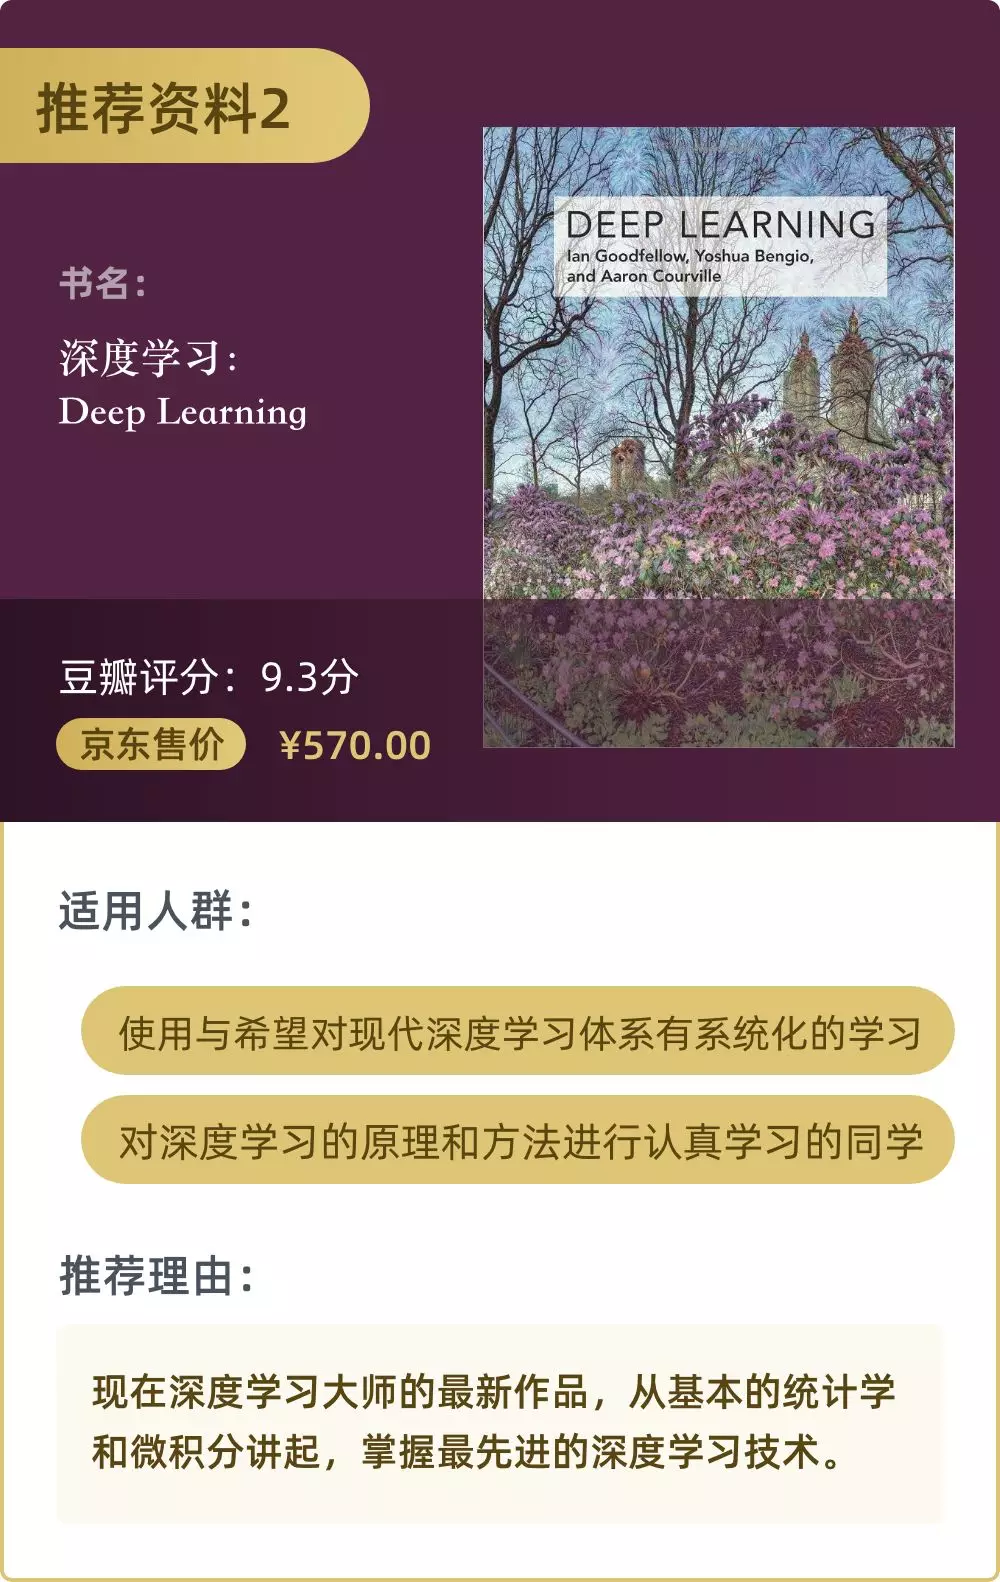 推荐资料2
书名：
深度学习：
Deep Learning
DEEP LEARNING
Ian Goodfellow, Yoshua Bengio,
and Aaron Courville
豆瓣评分：9.3分
京东售价 ¥570.00
适用人群：
使用与希望对现代深度学习体系有系统化的学习
对深度学习的原理和方法进行认真学习的同学
推荐理由：
现在深度学习大师的最新作品，从基本的统计学
和微积分讲起，掌握最先进的深度学习技术。